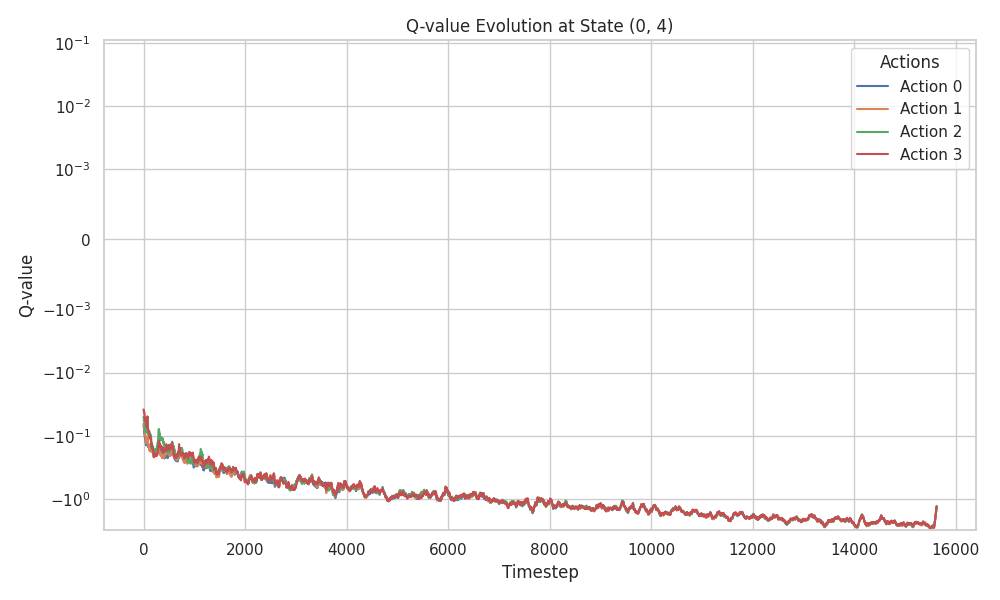 Q-value Evolution at State (0, 4)
Q-value
10⁻¹
10⁻²
10⁻³
0
−10⁻³
−10⁻²
−10⁻¹
−10⁰
Actions
Action 0
Action 1
Action 2
Action 3
0 2000 4000 6000 8000 10000 12000 14000 16000
Timestep